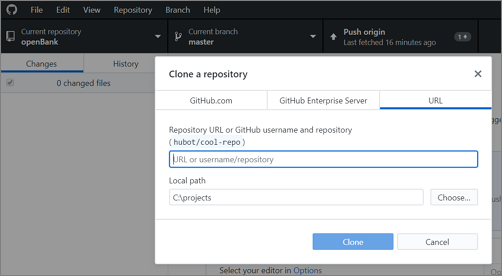 File Edit View Repository Branch Help
Current repository
openBank
Current branch
master
Push origin
Last fetched 16 minutes ago
1
Changes
History
0 changed files
Clone a repository
GitHub.com
GitHub Enterprise Server
URL
Repository URL or GitHub username and repository
(hubot/cool-repo)
URL or username/repository
Local path
C:\projects
Choose...
Clone
Cancel
Select your editor in Options